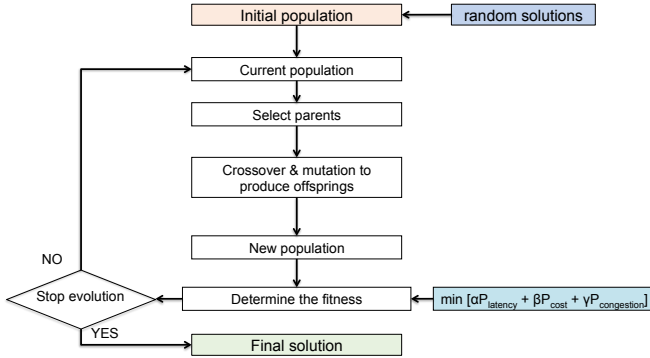 Initial population
random solutions
Current population
Select parents
Crossover & mutation to
produce offsprings
New population
NO
Stop evolution
Determine the fitness
min [αP_latency + βP_cost + γP_congestion]
YES
Final solution